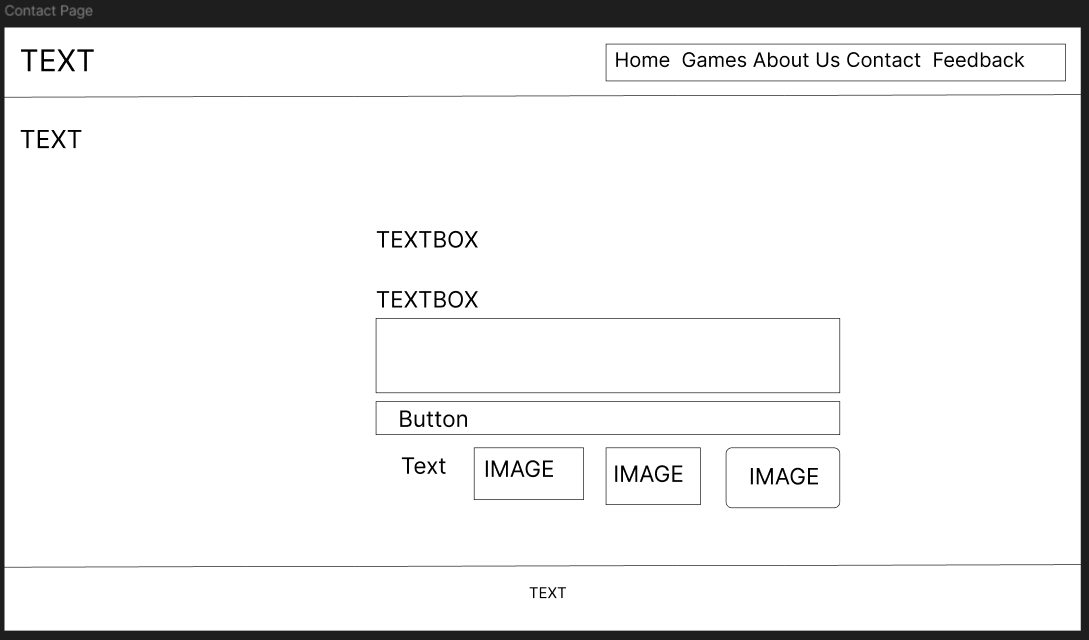 Contact Page
TEXT
Home Games About Us Contact Feedback
TEXT
TEXTBOX
TEXTBOX
Button
Text IMAGE IMAGE IMAGE
TEXT